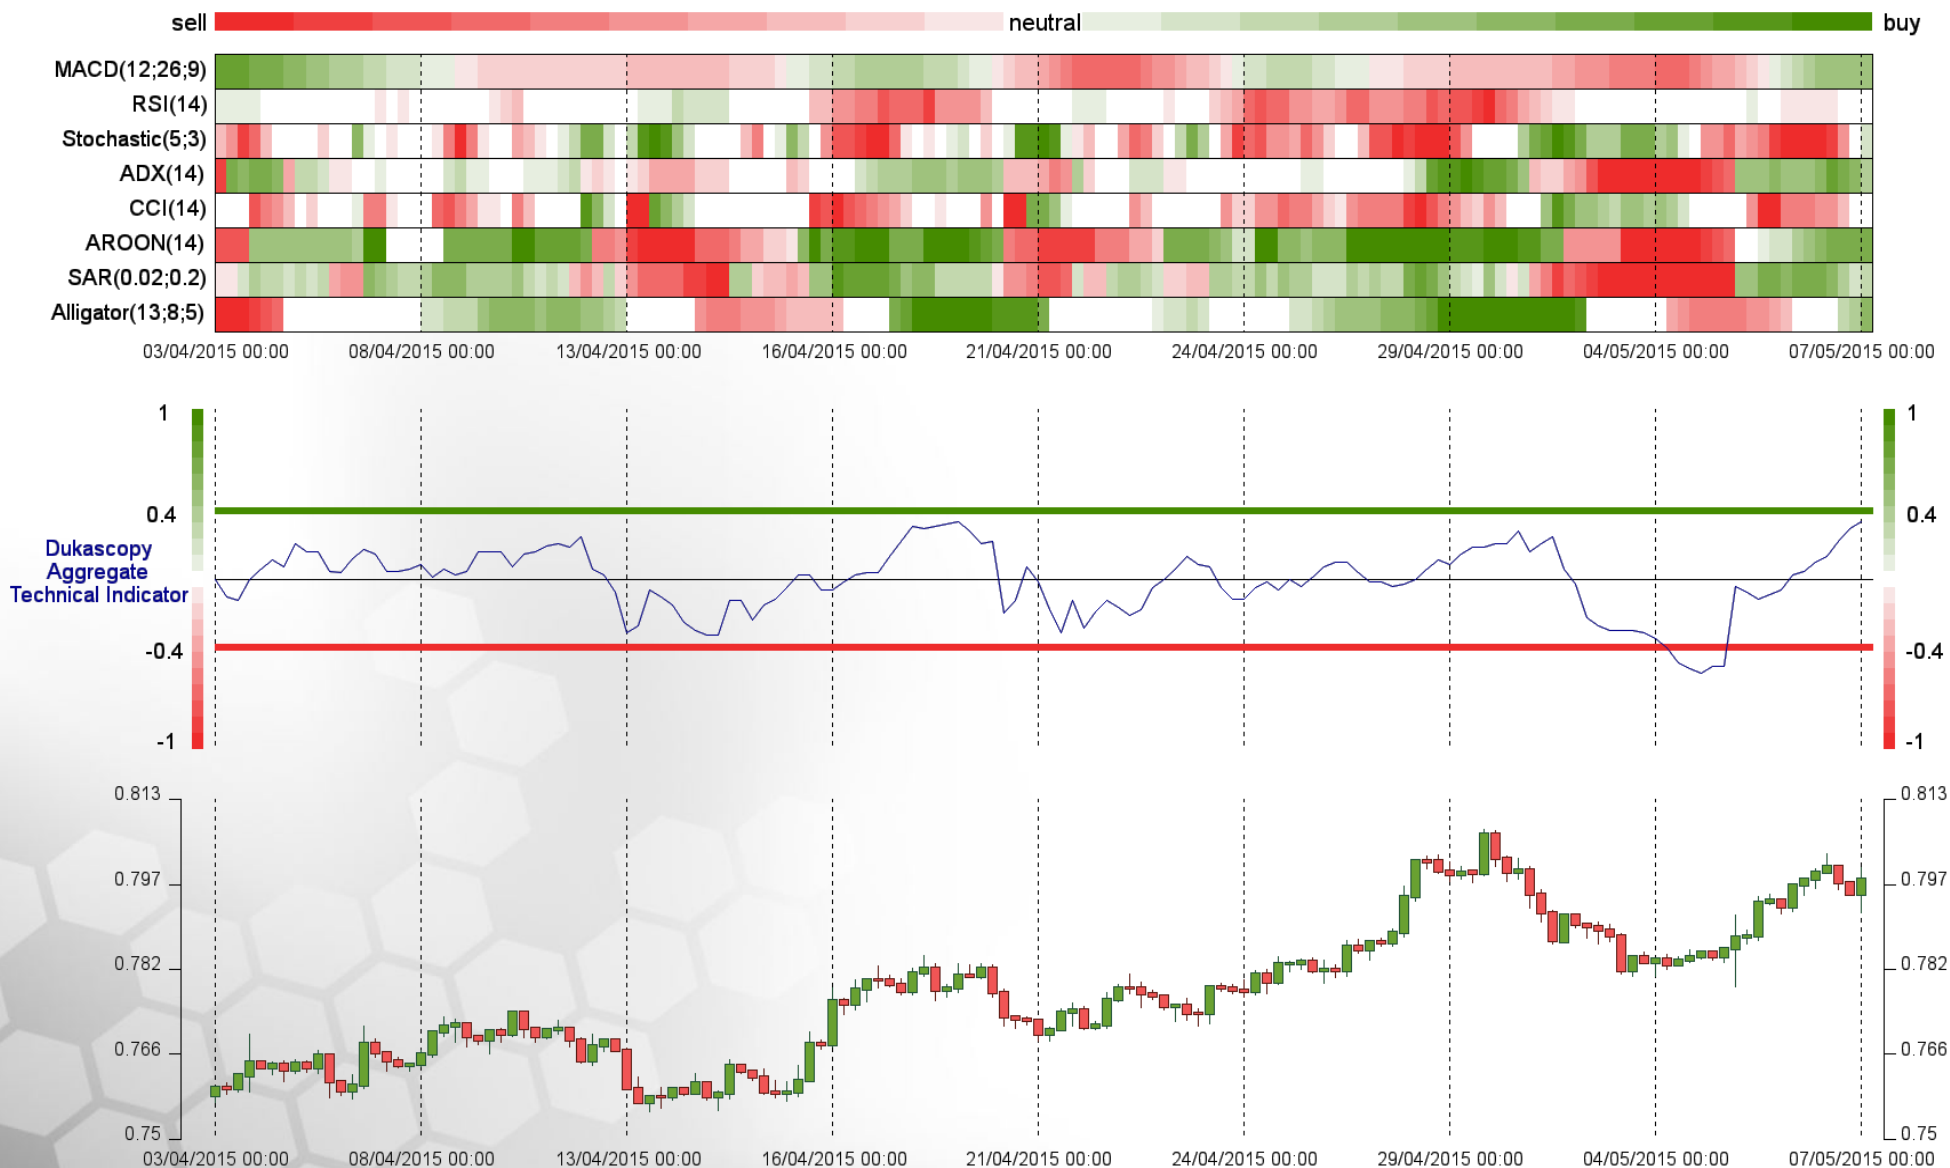 sell neutral buy
MACD(12;26;9)
RSI(14)
Stochastic(5;3)
ADX(14)
CCI(14)
AROON(14)
SAR(0.02;0.2)
Alligator(13;8;5)
03/04/2015 00:00 08/04/2015 00:00 13/04/2015 00:00 16/04/2015 00:00 21/04/2015 00:00 24/04/2015 00:00 29/04/2015 00:00 04/05/2015 00:00 07/05/2015 00:00
1 1
0.4 0.4
Dukascopy
Aggregate
Technical Indicator
-0.4 -0.4
-1 -1
0.813 0.813
0.797 0.797
0.782 0.782
0.766 0.766
0.75 0.75
03/04/2015 00:00 08/04/2015 00:00 13/04/2015 00:00 16/04/2015 00:00 21/04/2015 00:00 24/04/2015 00:00 29/04/2015 00:00 04/05/2015 00:00 07/05/2015 00:00